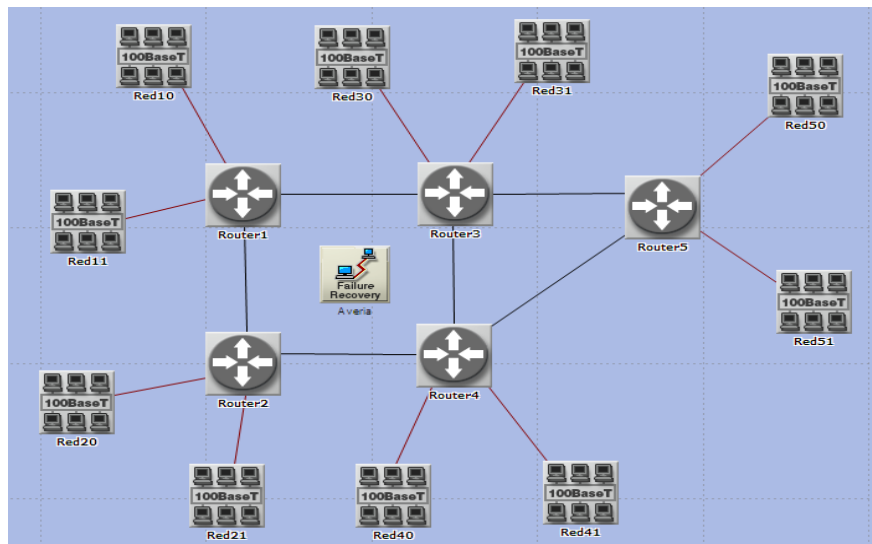 100BaseT
Red10
100BaseT
Red30
100BaseT
Red31
100BaseT
Red50
100BaseT
Red11
Router1
Router3
Router5
Failure
Recovery
Averia
100BaseT
Red51
100BaseT
Red20
Router2
Router4
100BaseT
Red21
100BaseT
Red40
100BaseT
Red41